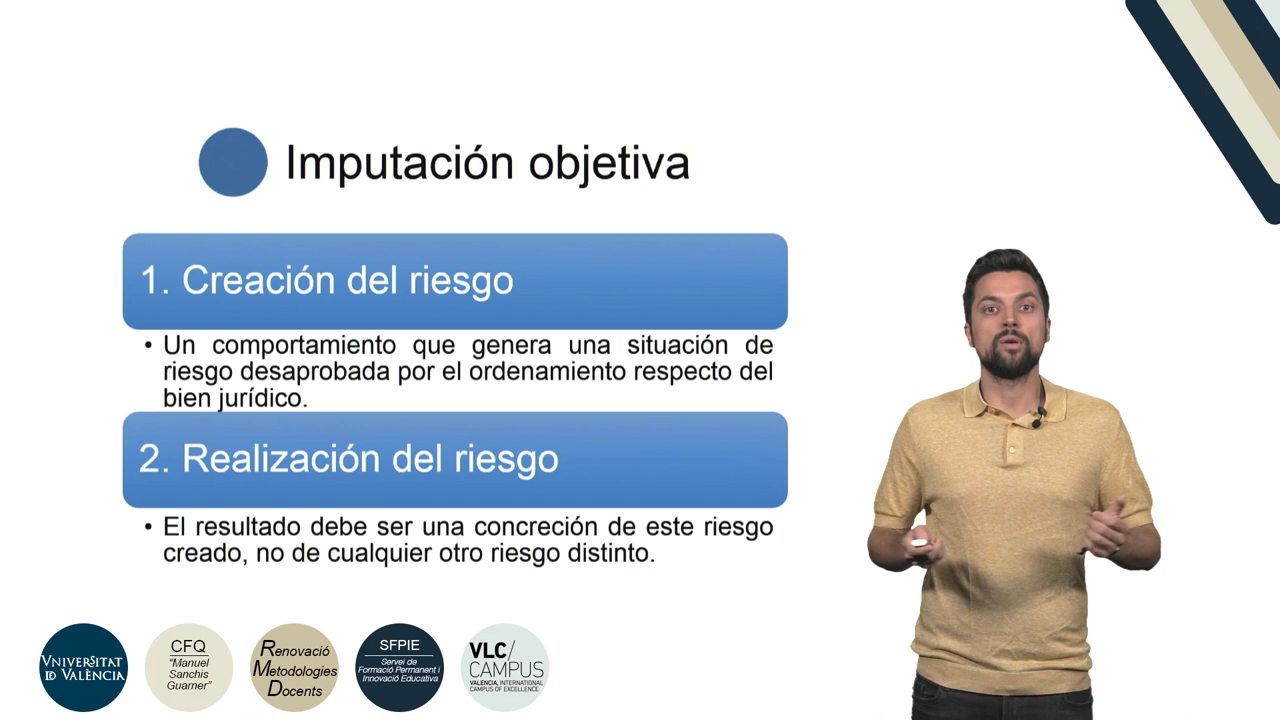 Imputación objetiva
1. Creación del riesgo
• Un comportamiento que genera una situación de
riesgo desaprobada por el ordenamiento respecto del
bien jurídico.
2. Realización del riesgo
• El resultado debe ser una concreción de este riesgo
creado, no de cualquier otro riesgo distinto.
VNIVERSITAT
ID VALÈNCIA
CFQ
"Manuel
Sanchis
Guarner"
Renovació
Metodologies
Docents
SFPIE
Servei de
Formació Permanent i
Innovació Educativa
VLC/
CAMPUS
VALENCIA, INTERNATIONAL
CAMPUS OF EXCELLENCE